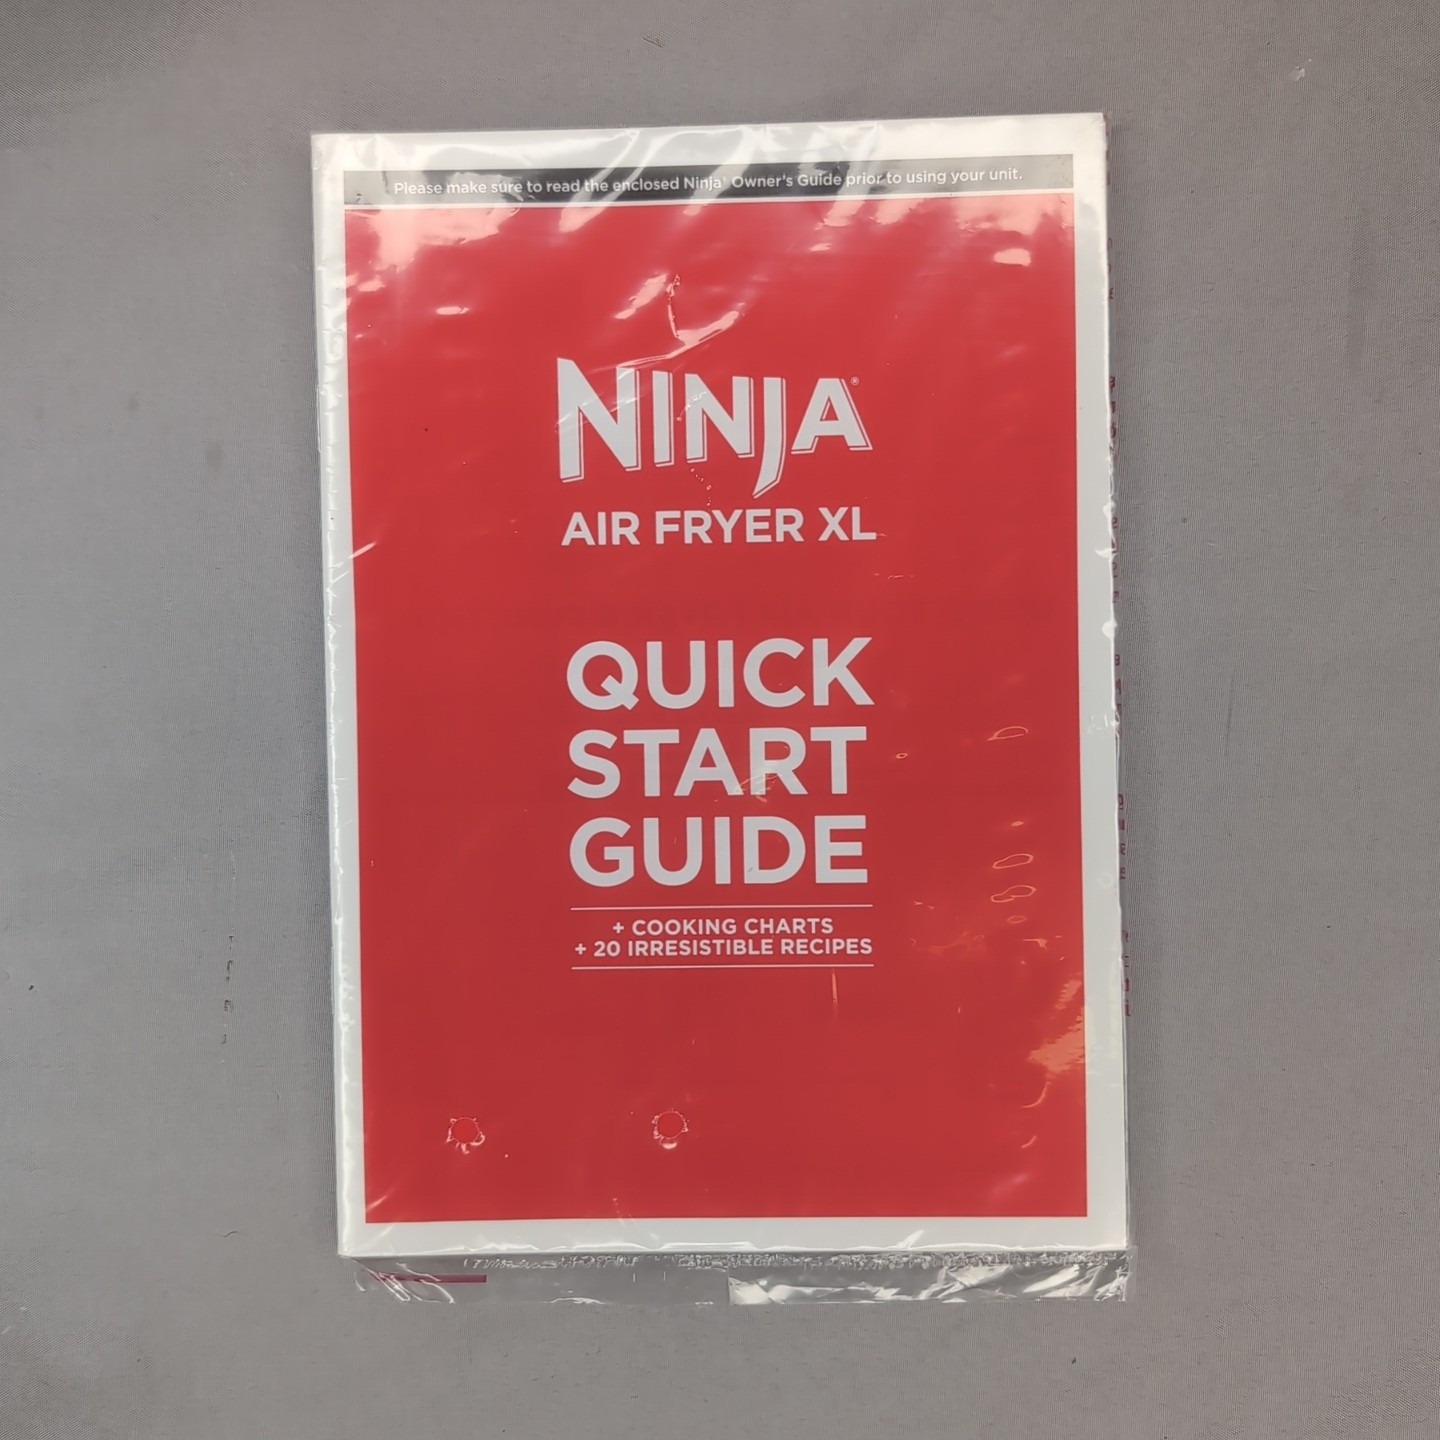 Please make sure to read the enclosed Ninja® Owner's Guide prior to using your unit.
NINJA®
AIR FRYER XL
QUICK
START
GUIDE
+ COOKING CHARTS
+ 20 IRRESISTIBLE RECIPES